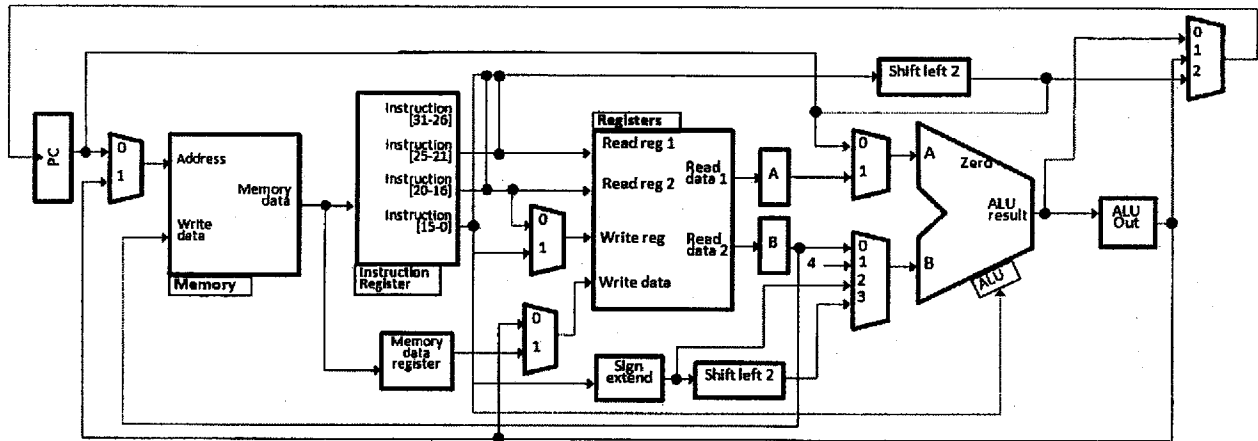 0
1
2
Shift left 2
PC
0
1
Address
Memory data
Write data
Memory
Instruction [31-26]
Instruction [25-21]
Instruction [20-16]
Instruction [15-0]
Instruction Register
Registers
Read reg 1
Read reg 2
Write reg
Write data
Read data 1
Read data 2
0
1
0
1
Memory data register
A
B
0
1
4
0
1
2
3
Sign extend
Shift left 2
A
B
Zero
ALU result
ALU
ALU Out